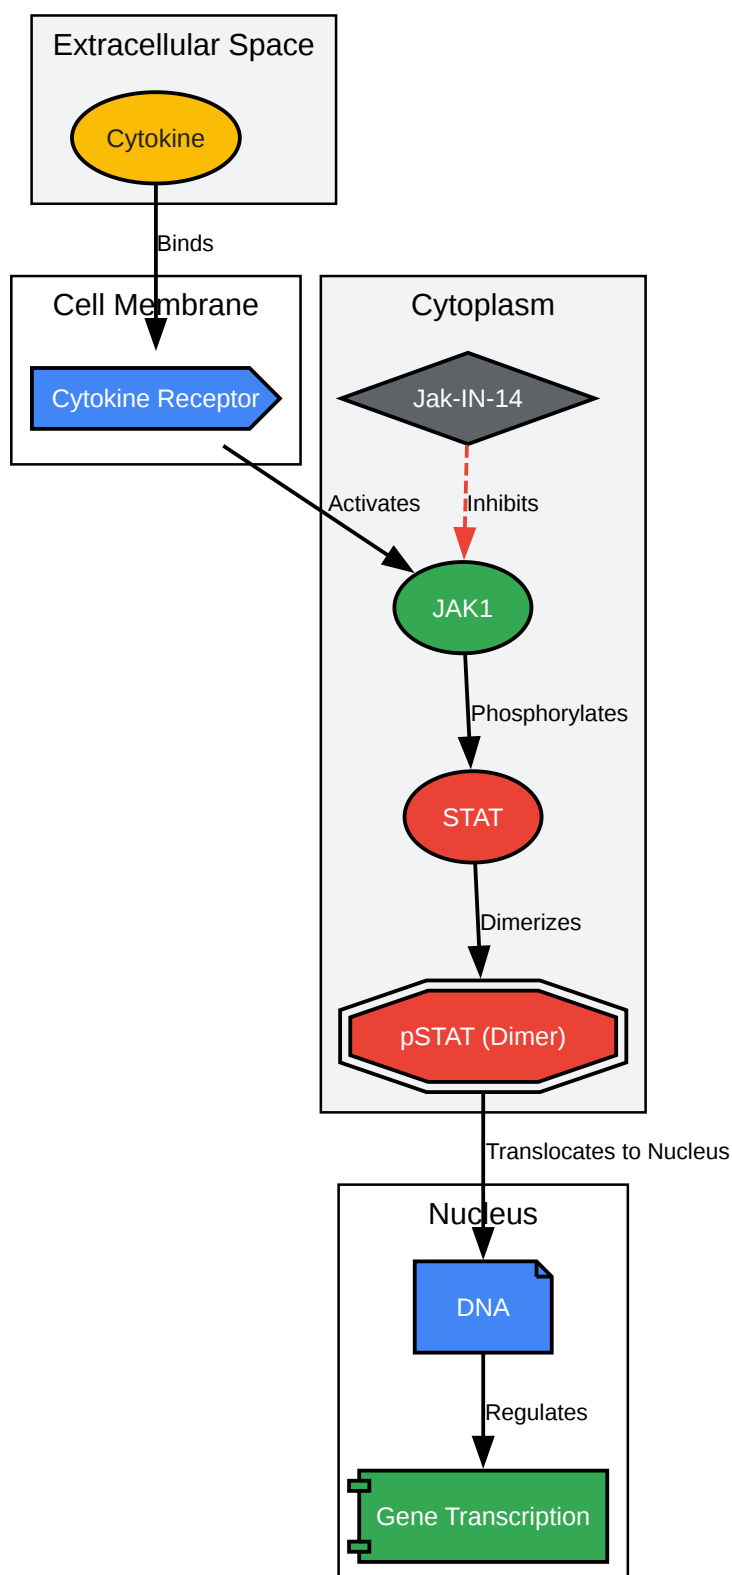 Extracellular Space
Cytokine
Binds
Cell Membrane
Cytokine Receptor
Cytoplasm
Jak-IN-14
Activates
Inhibits
JAK1
Phosphorylates
STAT
Dimerizes
pSTAT (Dimer)
Translocates to Nucleus
Nucleus
DNA
Regulates
Gene Transcription